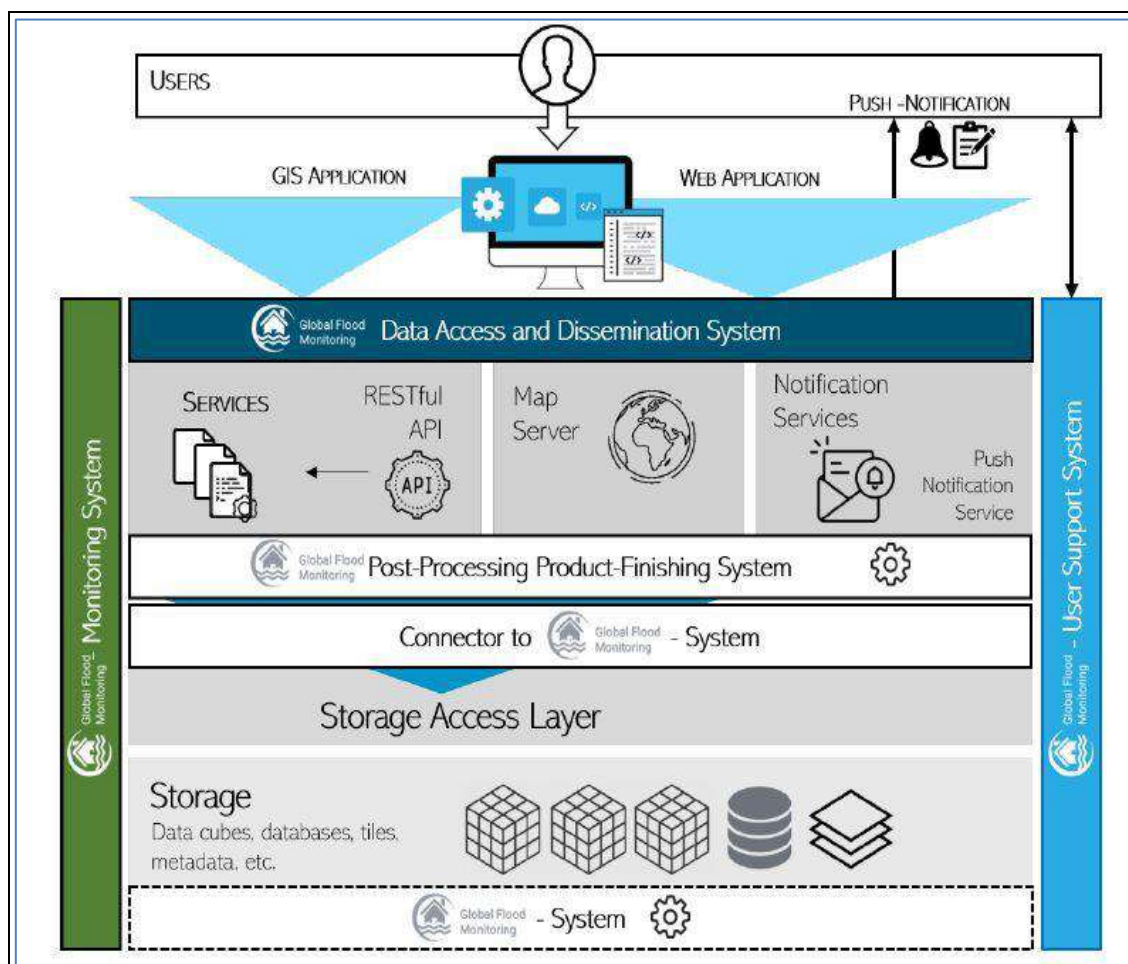 USERS
PUSH -NOTIFICATION
GIS APPLICATION
WEB APPLICATION
</>
</>
</>
Global Flood
Monitoring
Data Access and Dissemination System
SERVICES
RESTful
API
API
Map
Server
Notification
Services
Push
Notification
Service
Global Flood
Monitoring
Post-Processing Product-Finishing System
Connector to
Global Flood
Monitoring
- System
Storage Access Layer
Storage
Data cubes, databases, tiles,
metadata, etc.
Global Flood
Monitoring
- System
Global Flood
Monitoring
- Monitoring System
Global Flood
Monitoring
- User Support System